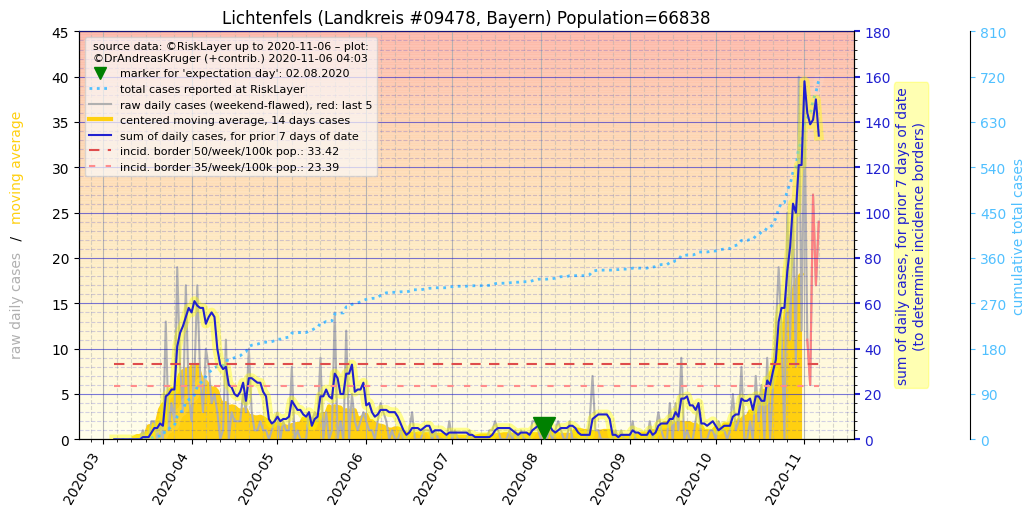 Lichtenfels (Landkreis #09478, Bayern) Population=66838
source data: ©RiskLayer up to 2020-11-06 – plot:
©DrAndreasKruger (+contrib.) 2020-11-06 04:03
marker for 'expectation day': 02.08.2020
total cases reported at RiskLayer
raw daily cases (weekend-flawed), red: last 5
centered moving average, 14 days cases
sum of daily cases, for prior 7 days of date
incid. border 50/week/100k pop.: 33.42
incid. border 35/week/100k pop.: 23.39
raw daily cases / moving average
45
40
35
30
25
20
15
10
5
0
2020-03
2020-04
2020-05
2020-06
2020-07
2020-08
2020-09
2020-10
2020-11
180
160
140
120
100
80
60
40
20
0
sum of daily cases, for prior 7 days of date
(to determine incidence borders)
810
720
630
540
450
360
270
180
90
0
cumulative total cases